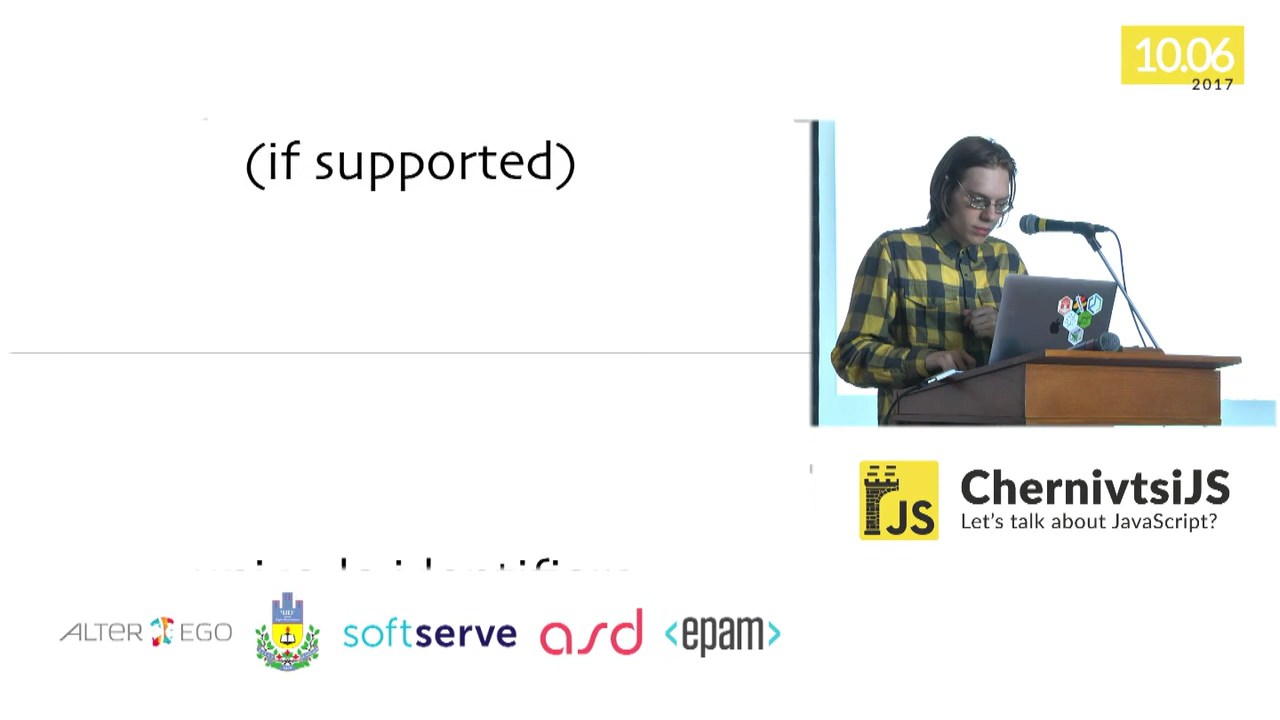 10.06
2017
(if supported)
JS
ChernivtsiJS
Let's talk about JavaScript?
ALTER EGO
softserve
asd
<epam>